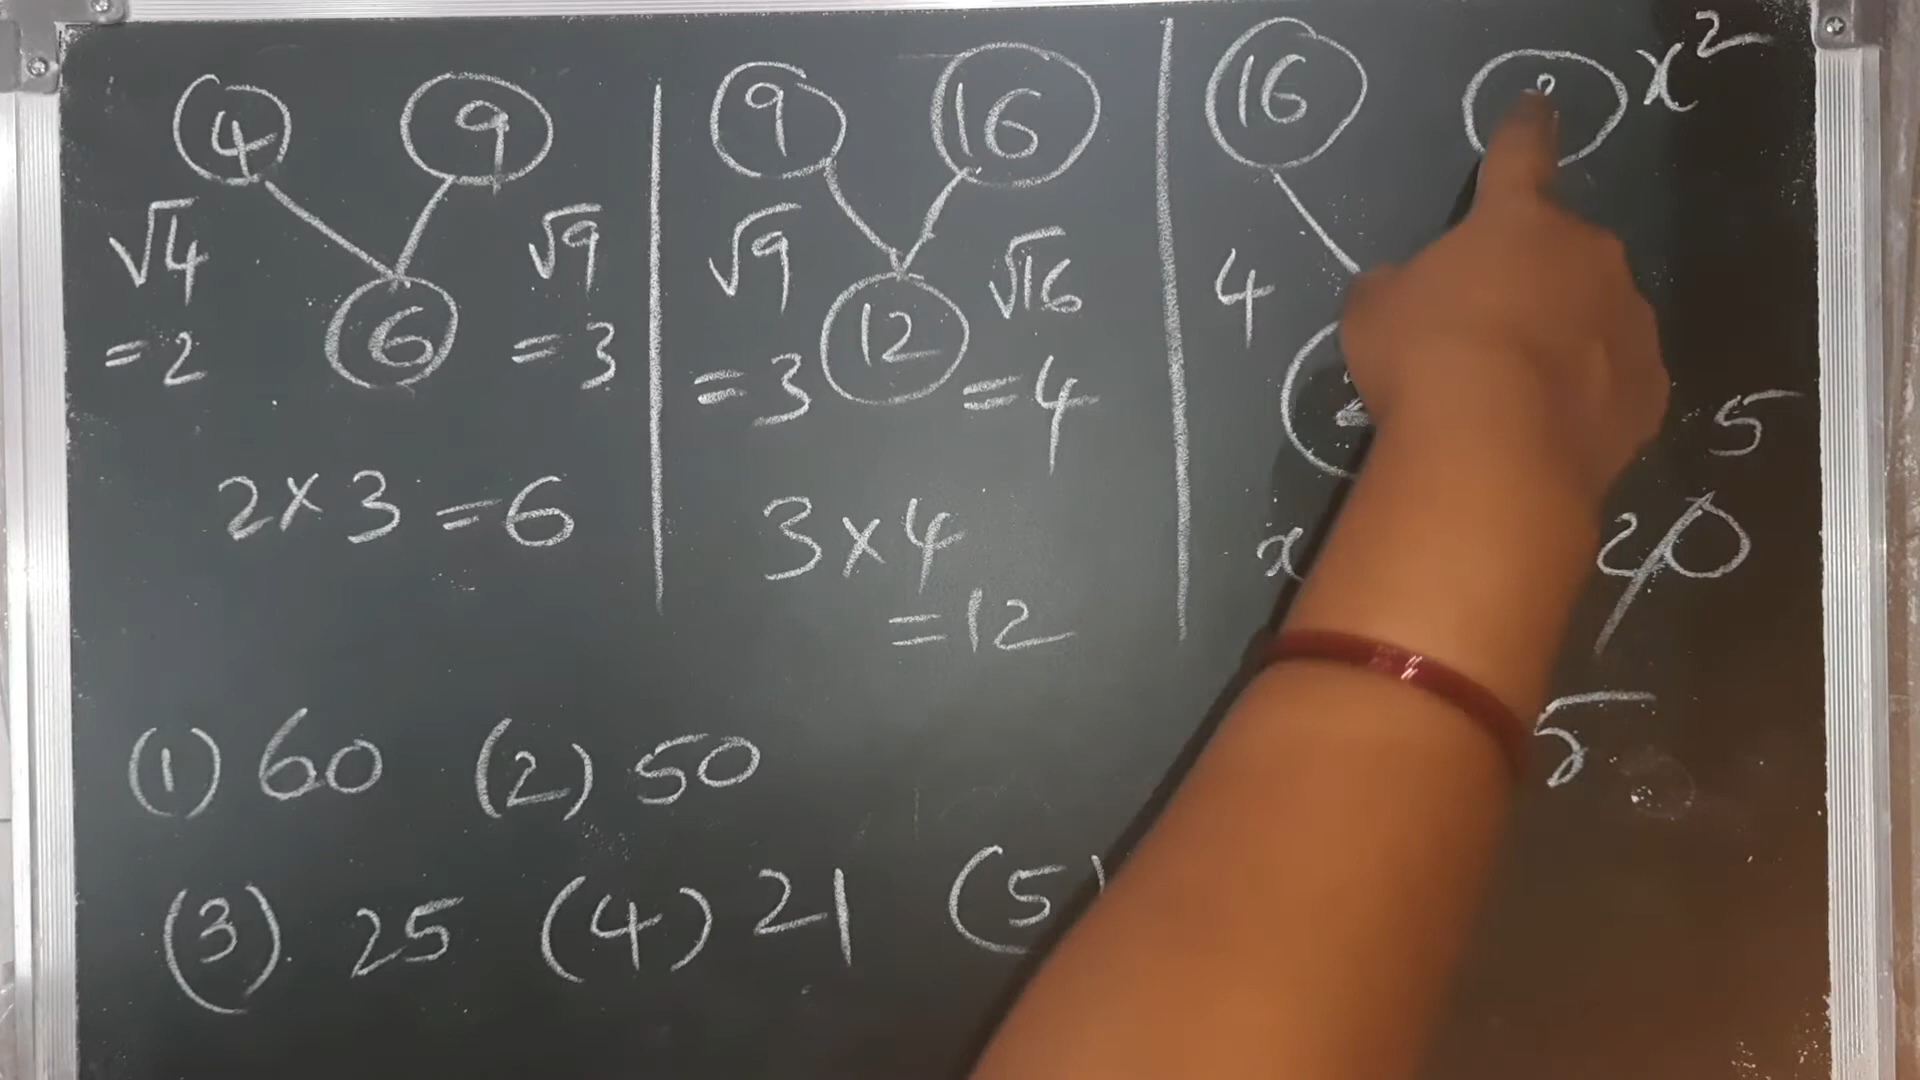 4 9 9 16 16 ? x²
√4 √9 √9 √16 4
=2 6 =3 =3 12 =4 5
2×3=6 3×4 x 20
=12
5
(1) 60 (2) 50
(3). 25 (4) 21 (5)